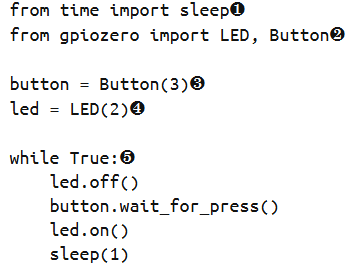 from time import sleep❶
from gpiozero import LED, Button❷
button = Button(3)❸
led = LED(2)❹
while True:❺
    led.off()
    button.wait_for_press()
    led.on()
    sleep(1)